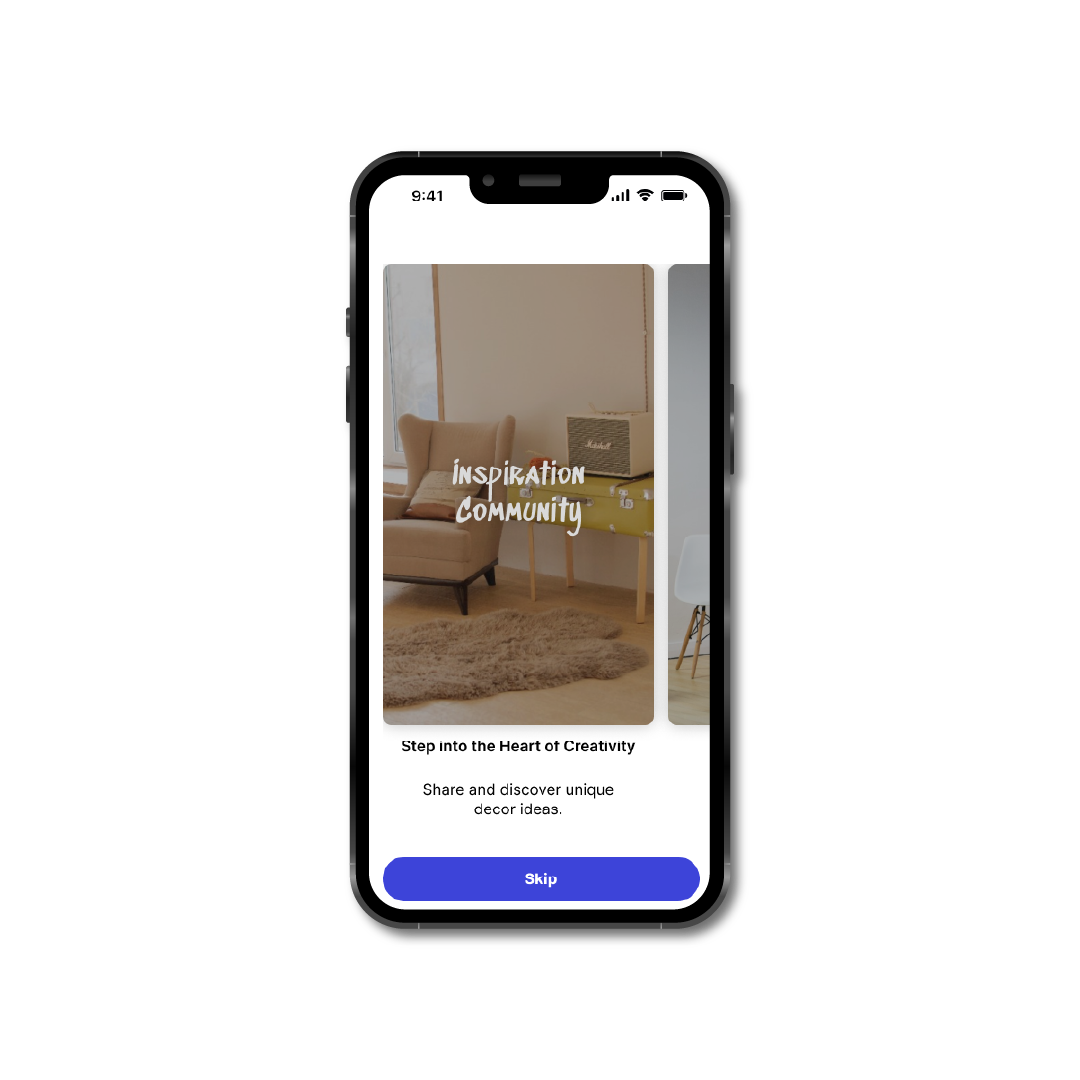 9:41
Marshall
inspiration
Community
Step into the Heart of Creativity
Share and discover unique
decor ideas.
Skip